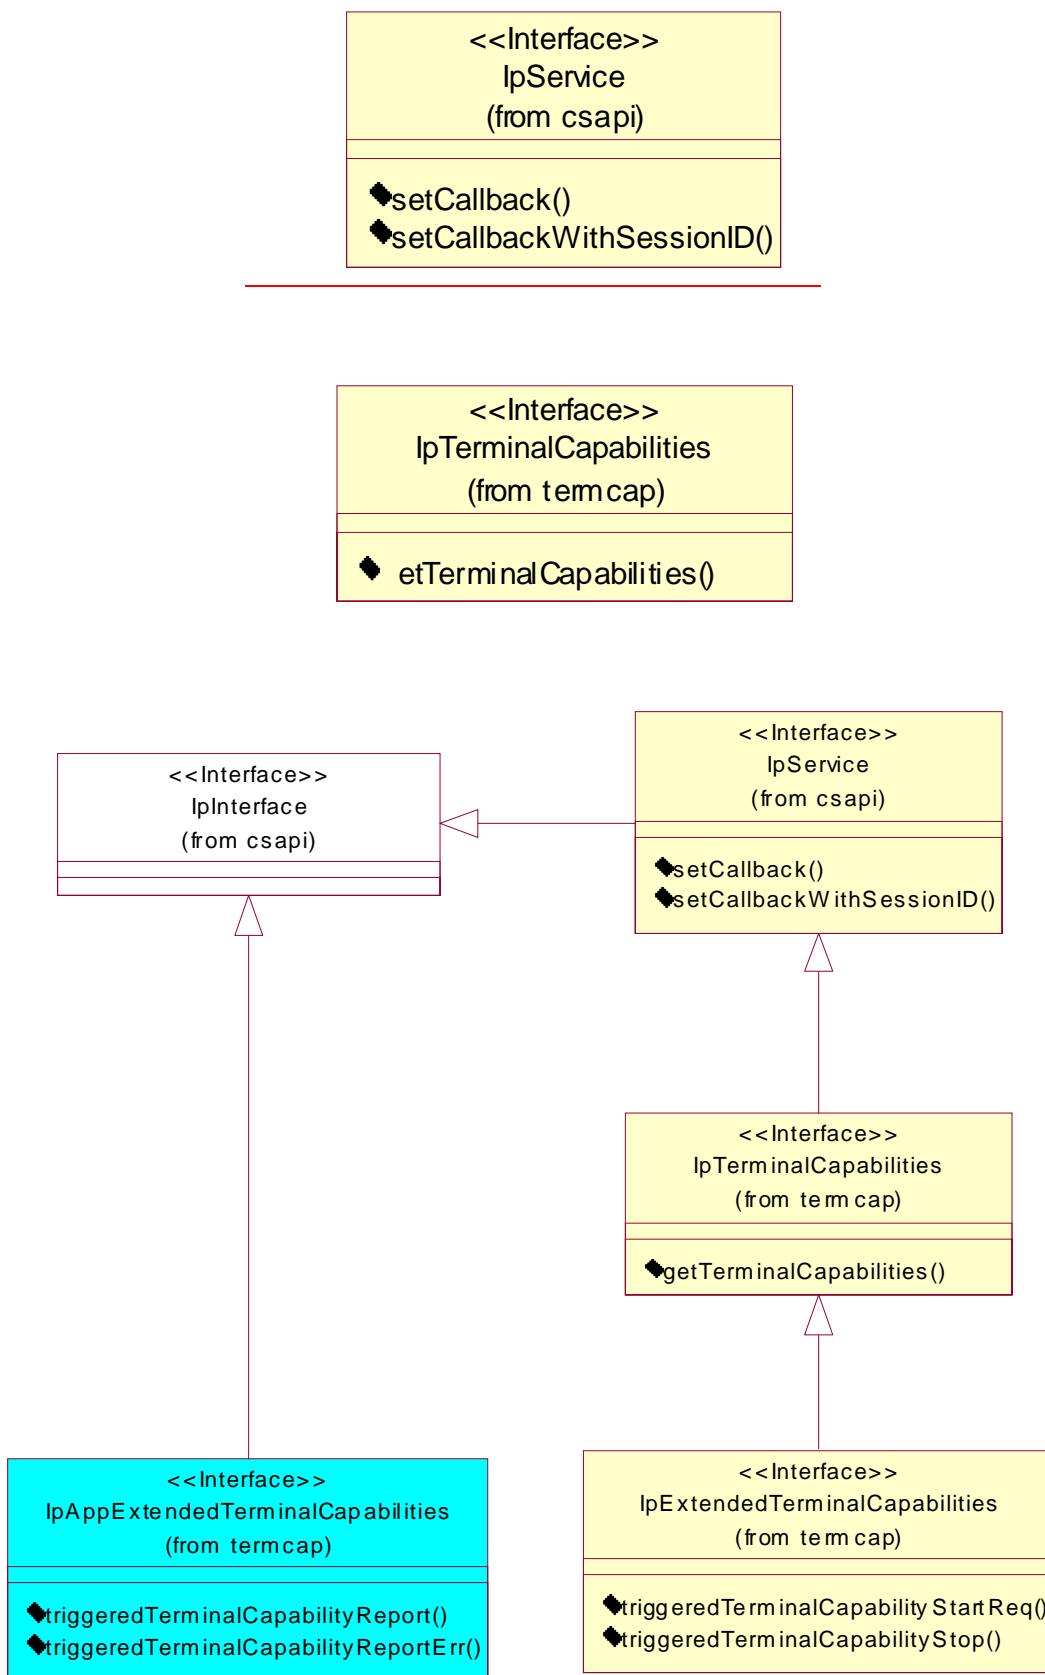 <<Interface>>
IpService
(from csapi)
setCallback()
setCallbackWithSessionID()
<<Interface>>
IpTerminalCapabilities
(from termcap)
etTerminalCapabilities()
<<Interface>>
IpInterface
(from csapi)
<<Interface>>
IpService
(from csapi)
setCallback()
setCallbackWithSessionID()
<<Interface>>
IpTerminalCapabilities
(from termcap)
getTerminalCapabilities()
<<Interface>>
IpAppExtendedTerminalCapabilities
(from termcap)
triggeredTerminalCapabilityReport()
triggeredTerminalCapabilityReportErr()
<<Interface>>
IpExtendedTerminalCapabilities
(from termcap)
triggeredTerminalCapabilityStartReq()
triggeredTerminalCapabilityStop()